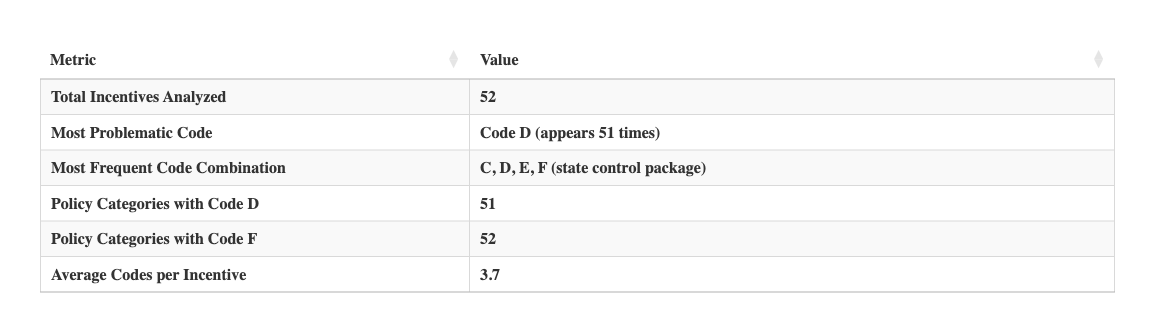 Metric Value
Total Incentives Analyzed 52
Most Problematic Code Code D (appears 51 times)
Most Frequent Code Combination C, D, E, F (state control package)
Policy Categories with Code D 51
Policy Categories with Code F 52
Average Codes per Incentive 3.7